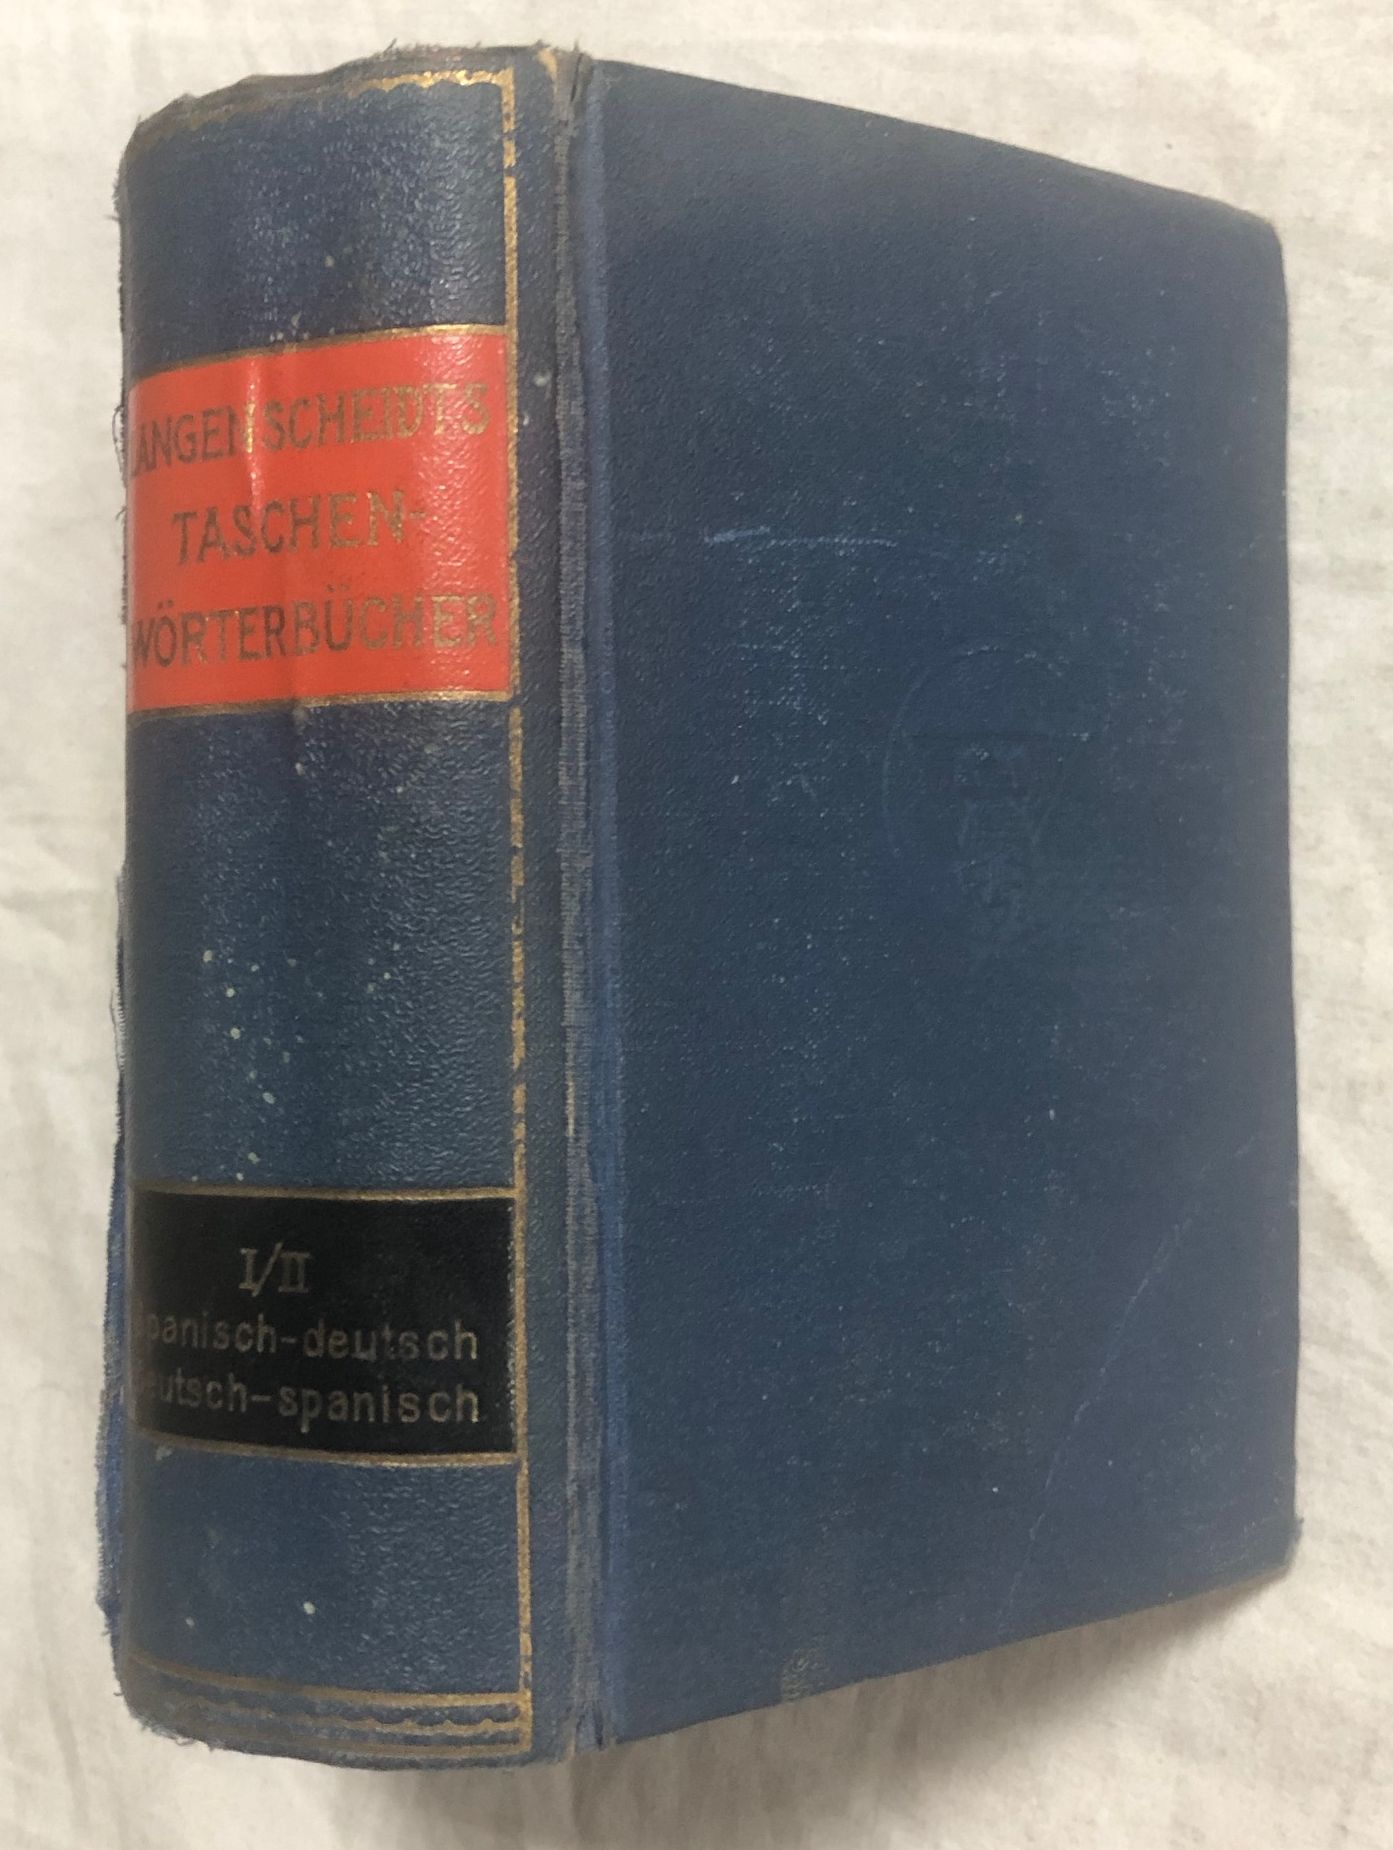 LANGENSCHEIDTS
TASCHEN-
WÖRTERBÜCHER
I/II
Spanisch-deutsch
Deutsch-spanisch